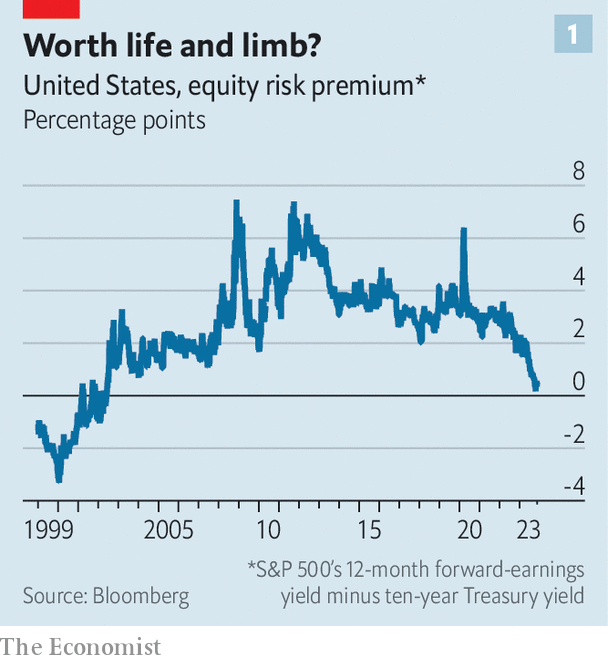 Worth life and limb?
1
United States, equity risk premium*
Percentage points
8
6
4
2
0
-2
-4
1999 2005 10 15 20 23
*S&P 500's 12-month forward-earnings
Source: Bloomberg yield minus ten-year Treasury yield
The Economist